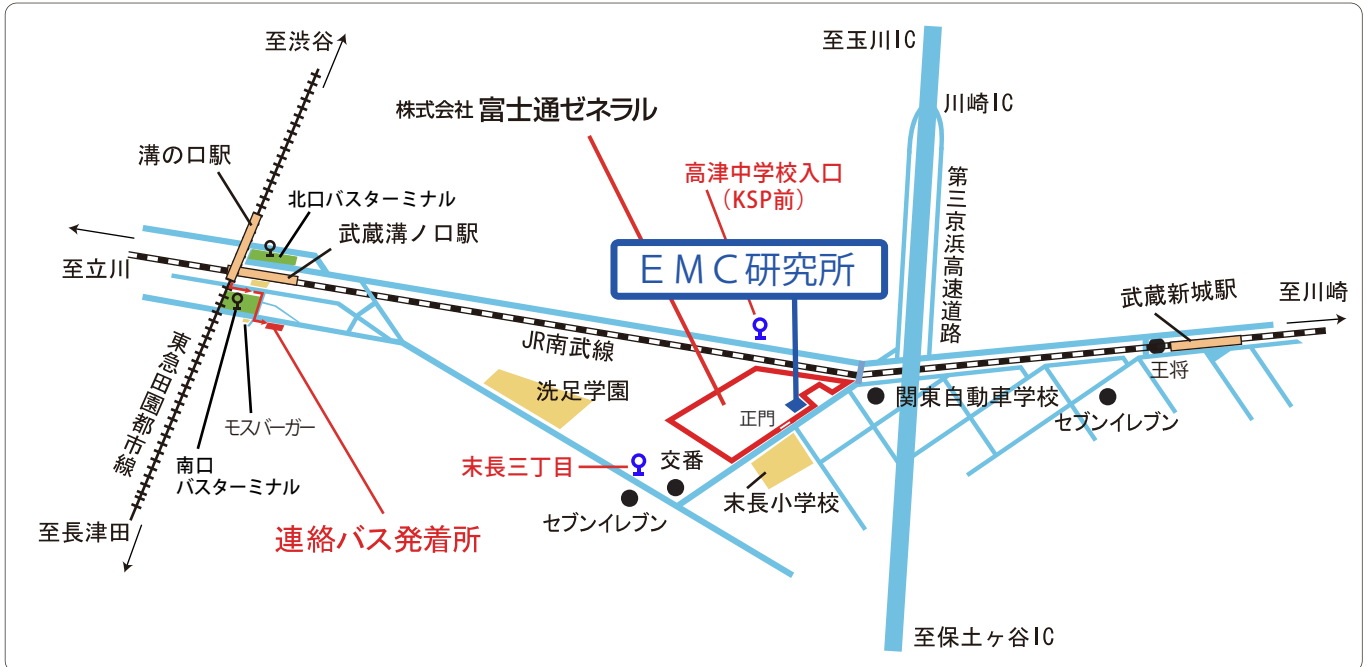 至渋谷
至玉川IC
株式会社 富士通ゼネラル
川崎IC
溝の口駅
高津中学校入口
（KSP前）
北口バスターミナル
第三京浜高速道路
武蔵溝ノ口駅
EMC研究所
至立川
武蔵新城駅
至川崎
JR南武線
東急田園都市線
王将
洗足学園
関東自動車学校
モスバーガー
正門
セブンイレブン
南口
バスターミナル
末長三丁目
交番
末長小学校
セブンイレブン
至長津田
連絡バス発着所
至保土ヶ谷IC